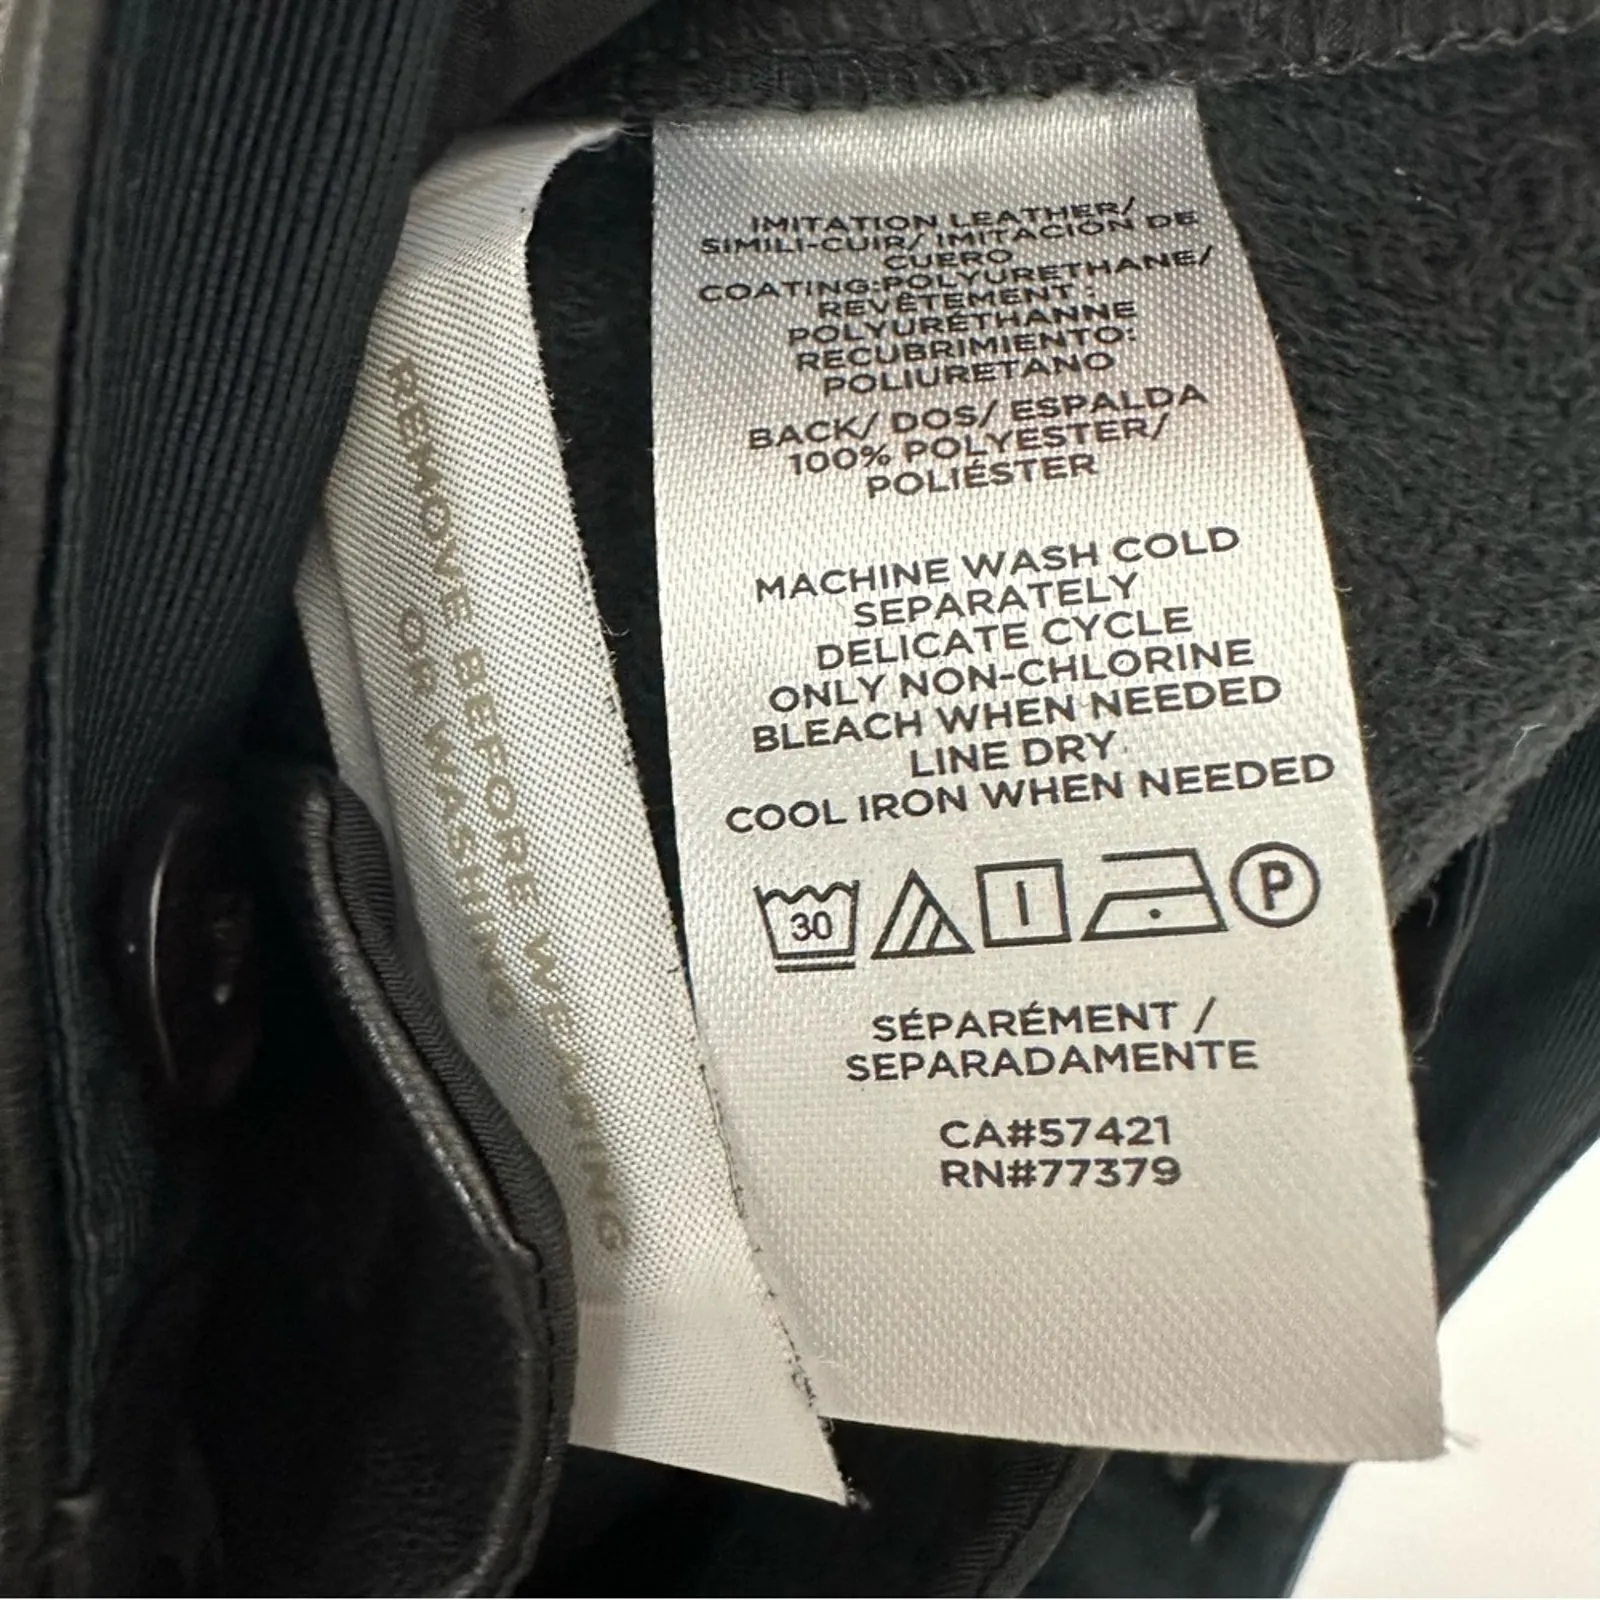 IMITATION LEATHER/
SIMILI-CUIR/ IMITACIÓN DE
CUERO
COATING:POLYURETHANE/
REVÊTEMENT:
POLYURÉTHANNE
RECUBRIMIENTO:
POLIURETANO
BACK/ DOS/ ESPALDA
100% POLYESTER/
POLIÉSTER
MACHINE WASH COLD
SEPARATELY
DELICATE CYCLE
ONLY NON-CHLORINE
BLEACH WHEN NEEDED
LINE DRY
COOL IRON WHEN NEEDED
30
P
SÉPARÉMENT /
SEPARADAMENTE
CA#57421
RN#77379
REMOVE BEFORE WEARING
OR WASHING